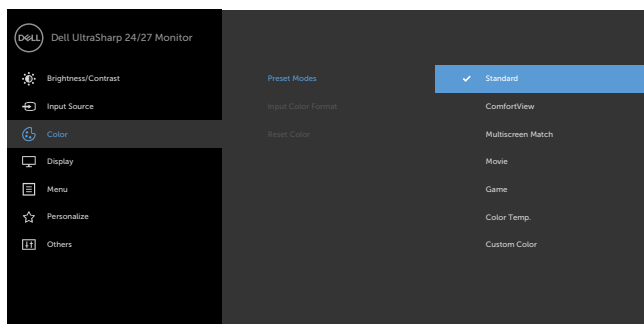 DELL Dell UltraSharp 24/27 Monitor
Brightness/Contrast Preset Modes Standard
Input Source Input Color Format ComfortView
Color Reset Color Multiscreen Match
Display Movie
Menu Game
Personalize Color Temp.
Others Custom Color